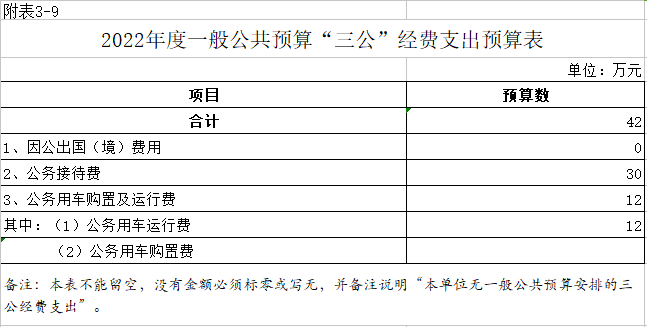 附表3-9
2022年度一般公共预算“三公”经费支出预算表
单位：万元
项目 预算数
合计 42
1、因公出国（境）费用 0
2、公务接待费 30
3、公务用车购置及运行费 12
其中：（1）公务用车运行费 12
（2）公务用车购置费
备注：本表不能留空，没有金额必须标零或写无，并备注说明“本单位无一般公共预算安排的三
公经费支出”。